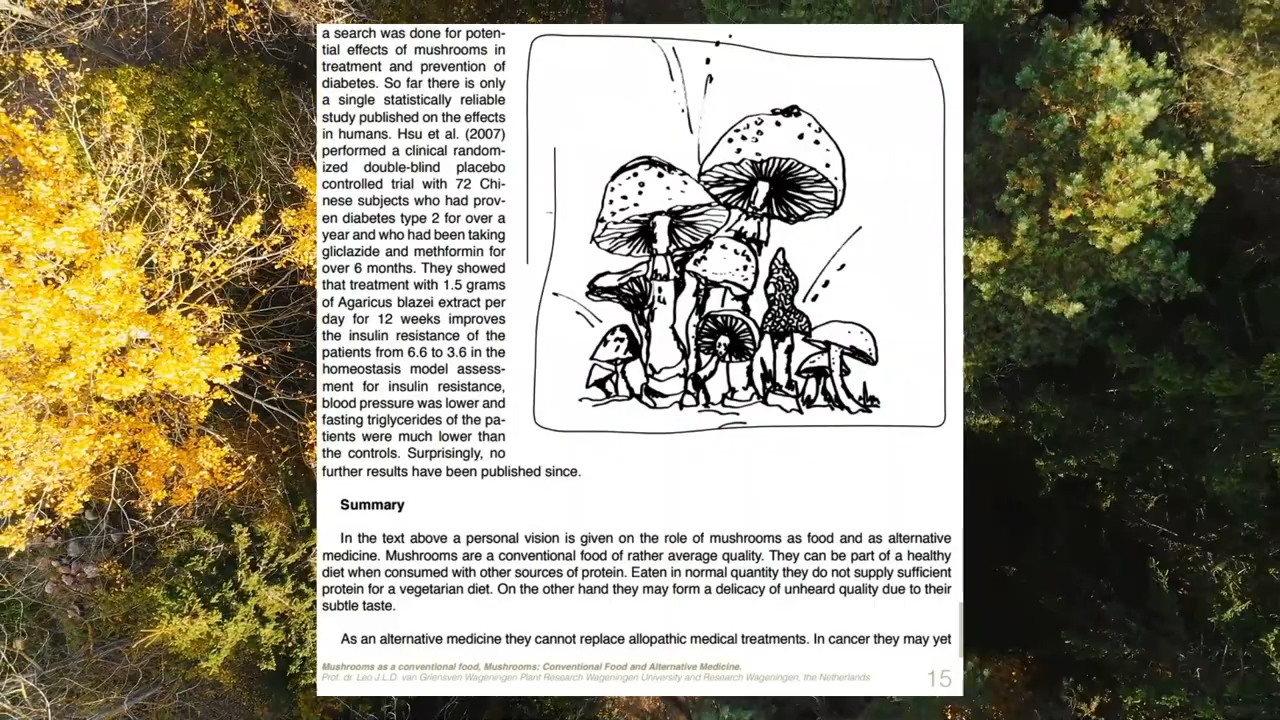 a search was done for poten-
tial effects of mushrooms in
treatment and prevention of
diabetes. So far there is only
a single statistically reliable
study published on the effects
in humans. Hsu et al. (2007)
performed a clinical random-
ized double-blind placebo
controlled trial with 72 Chi-
nese subjects who had prov-
en diabetes type 2 for over a
year and who had been taking
gliclazide and methformin for
over 6 months. They showed
that treatment with 1.5 grams
of Agaricus blazei extract per
day for 12 weeks improves
the insulin resistance of the
patients from 6.6 to 3.6 in the
homeostasis model assess-
ment for insulin resistance,
blood pressure was lower and
fasting triglycerides of the pa-
tients were much lower than
the controls. Surprisingly, no
further results have been published since.
Summary
In the text above a personal vision is given on the role of mushrooms as food and as alternative
medicine. Mushrooms are a conventional food of rather average quality. They can be part of a healthy
diet when consumed with other sources of protein. Eaten in normal quantity they do not supply sufficient
protein for a vegetarian diet. On the other hand they may form a delicacy of unheard quality due to their
subtle taste.
As an alternative medicine they cannot replace allopathic medical treatments. In cancer they may yet
Mushrooms as a conventional food, Mushrooms: Conventional Food and Alternative Medicine.
Prof. dr. Leo J.L.D. van Griensven Wageningen Plant Research Wageningen University and Research Wageningen, the Netherlands
15